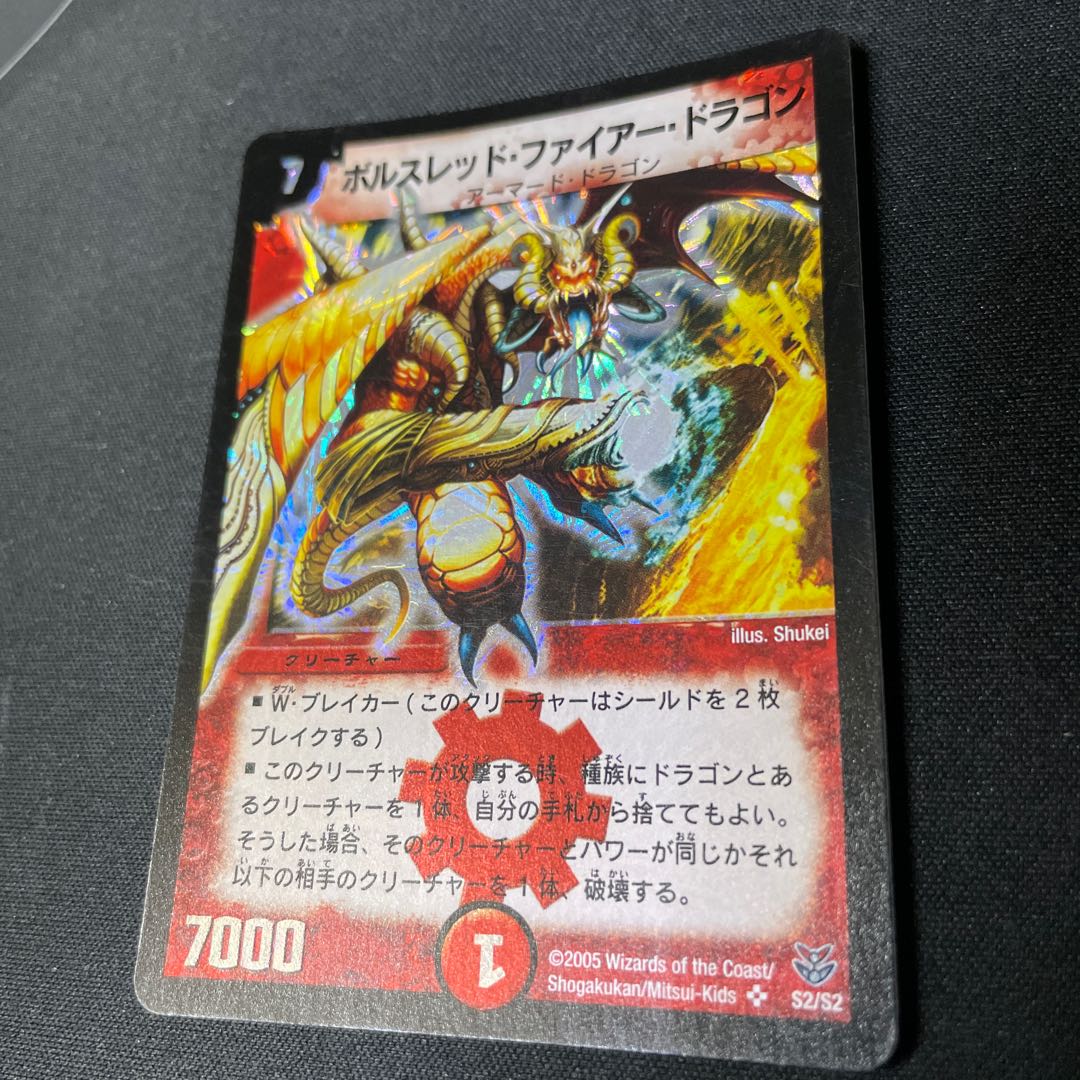 7
ボルスレッド・ファイアー・ドラゴン
アーマード・ドラゴン
illus. Shukei
クリーチャー
■ W・ブレイカー(このクリーチャーはシールドを2枚
ブレイクする)
■ このクリーチャーが攻撃する時、種族にドラゴンとあ
るクリーチャーを1体、自分の手札から捨ててもよい。
そうした場合、そのクリーチャーとパワーが同じかそれ
以下の相手のクリーチャーを1体、破壊する。
7000
1
©2005 Wizards of the Coast/
Shogakukan/Mitsui-Kids
S2/S2